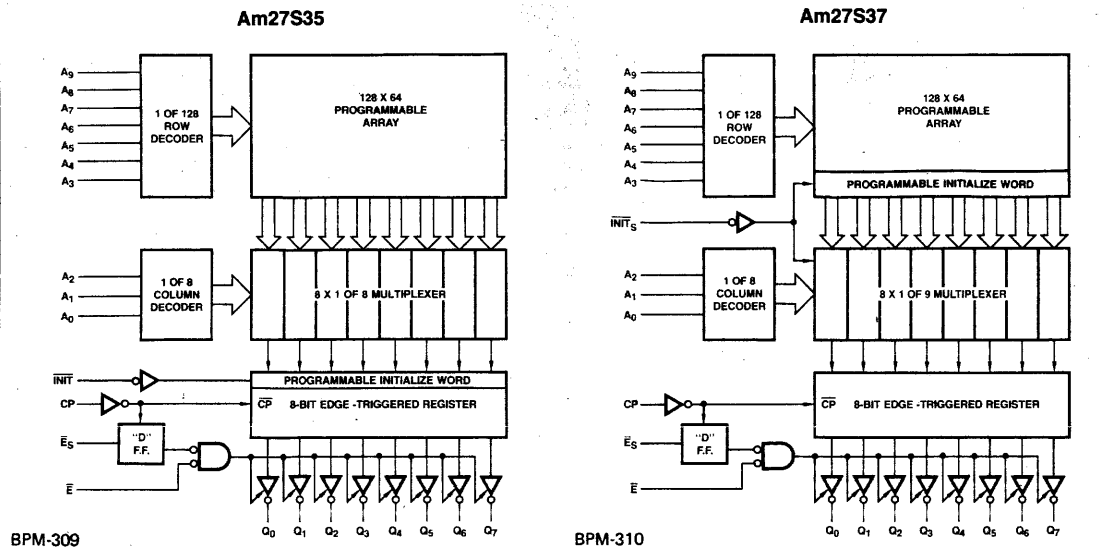 Am27S35
A9
A8
A7
A6
A5
A4
A3
1 OF 128
ROW
DECODER
128 X 64
PROGRAMMABLE
ARRAY
A2
A1
A0
1 OF 8
COLUMN
DECODER
8 X 1 OF 8 MULTIPLEXER
INIT
PROGRAMMABLE INITIALIZE WORD
CP
CP
8-BIT EDGE -TRIGGERED REGISTER
ES
"D"
F.F.
E
Q0 Q1 Q2 Q3 Q4 Q5 Q6 Q7
BPM-309
Am27S37
A9
A8
A7
A6
A5
A4
A3
1 OF 128
ROW
DECODER
128 X 64
PROGRAMMABLE
ARRAY
PROGRAMMABLE INITIALIZE WORD
INITS
A2
A1
A0
1 OF 8
COLUMN
DECODER
8 X 1 OF 9 MULTIPLEXER
CP
CP
8-BIT EDGE -TRIGGERED REGISTER
ES
"D"
F.F.
E
Q0 Q1 Q2 Q3 Q4 Q5 Q6 Q7
BPM-310